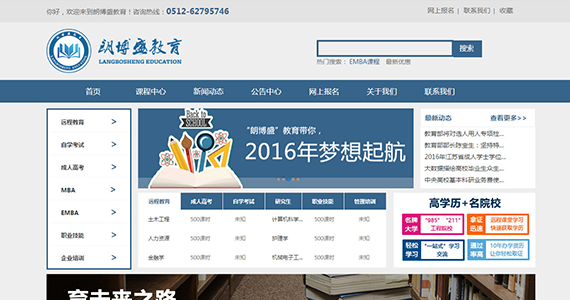 你好，欢迎来到朗博盛教育！咨询热线：0512-62795746
网上报名 | 联系我们 | 收藏
朗博盛教育
LANGBOSHENG EDUCATION
搜索
热门搜索： EMBA课程 最新优惠
首页 课程中心 新闻动态 公告中心 网上报名 关于我们 联系我们
远程教育 >
自学考试 >
成人高考 >
MBA >
EMBA >
职业技能 >
企业培训 >
Back to
SCHOOL
“朗博盛”教育带你，
2016年梦想起航
最新动态 查看更多>>
教育部将对选人用人专项检...
教育部部长陈宝生：坚持特...
2016年江苏省成人学士学位...
大数据描绘高校毕业生众生...
中央高校基本科研业务费使...
远程教育 成人高考 自学考试 研究生 职业技能 管理培训
土木工程 500课时 未知 计算机科学... 500课时 未知
人力资源 500课时 未知 护理学 500课时 未知
金融学 500课时 未知 机械电子工... 500课时 未知
高学历+名院校
名牌大学 “985” “211”工程院校
拿证迅速 远程课堂学习快速获取学历
轻松学习 “一站式”学习交流
通过率高 10年办学资历让你轻松取证
育未来之路